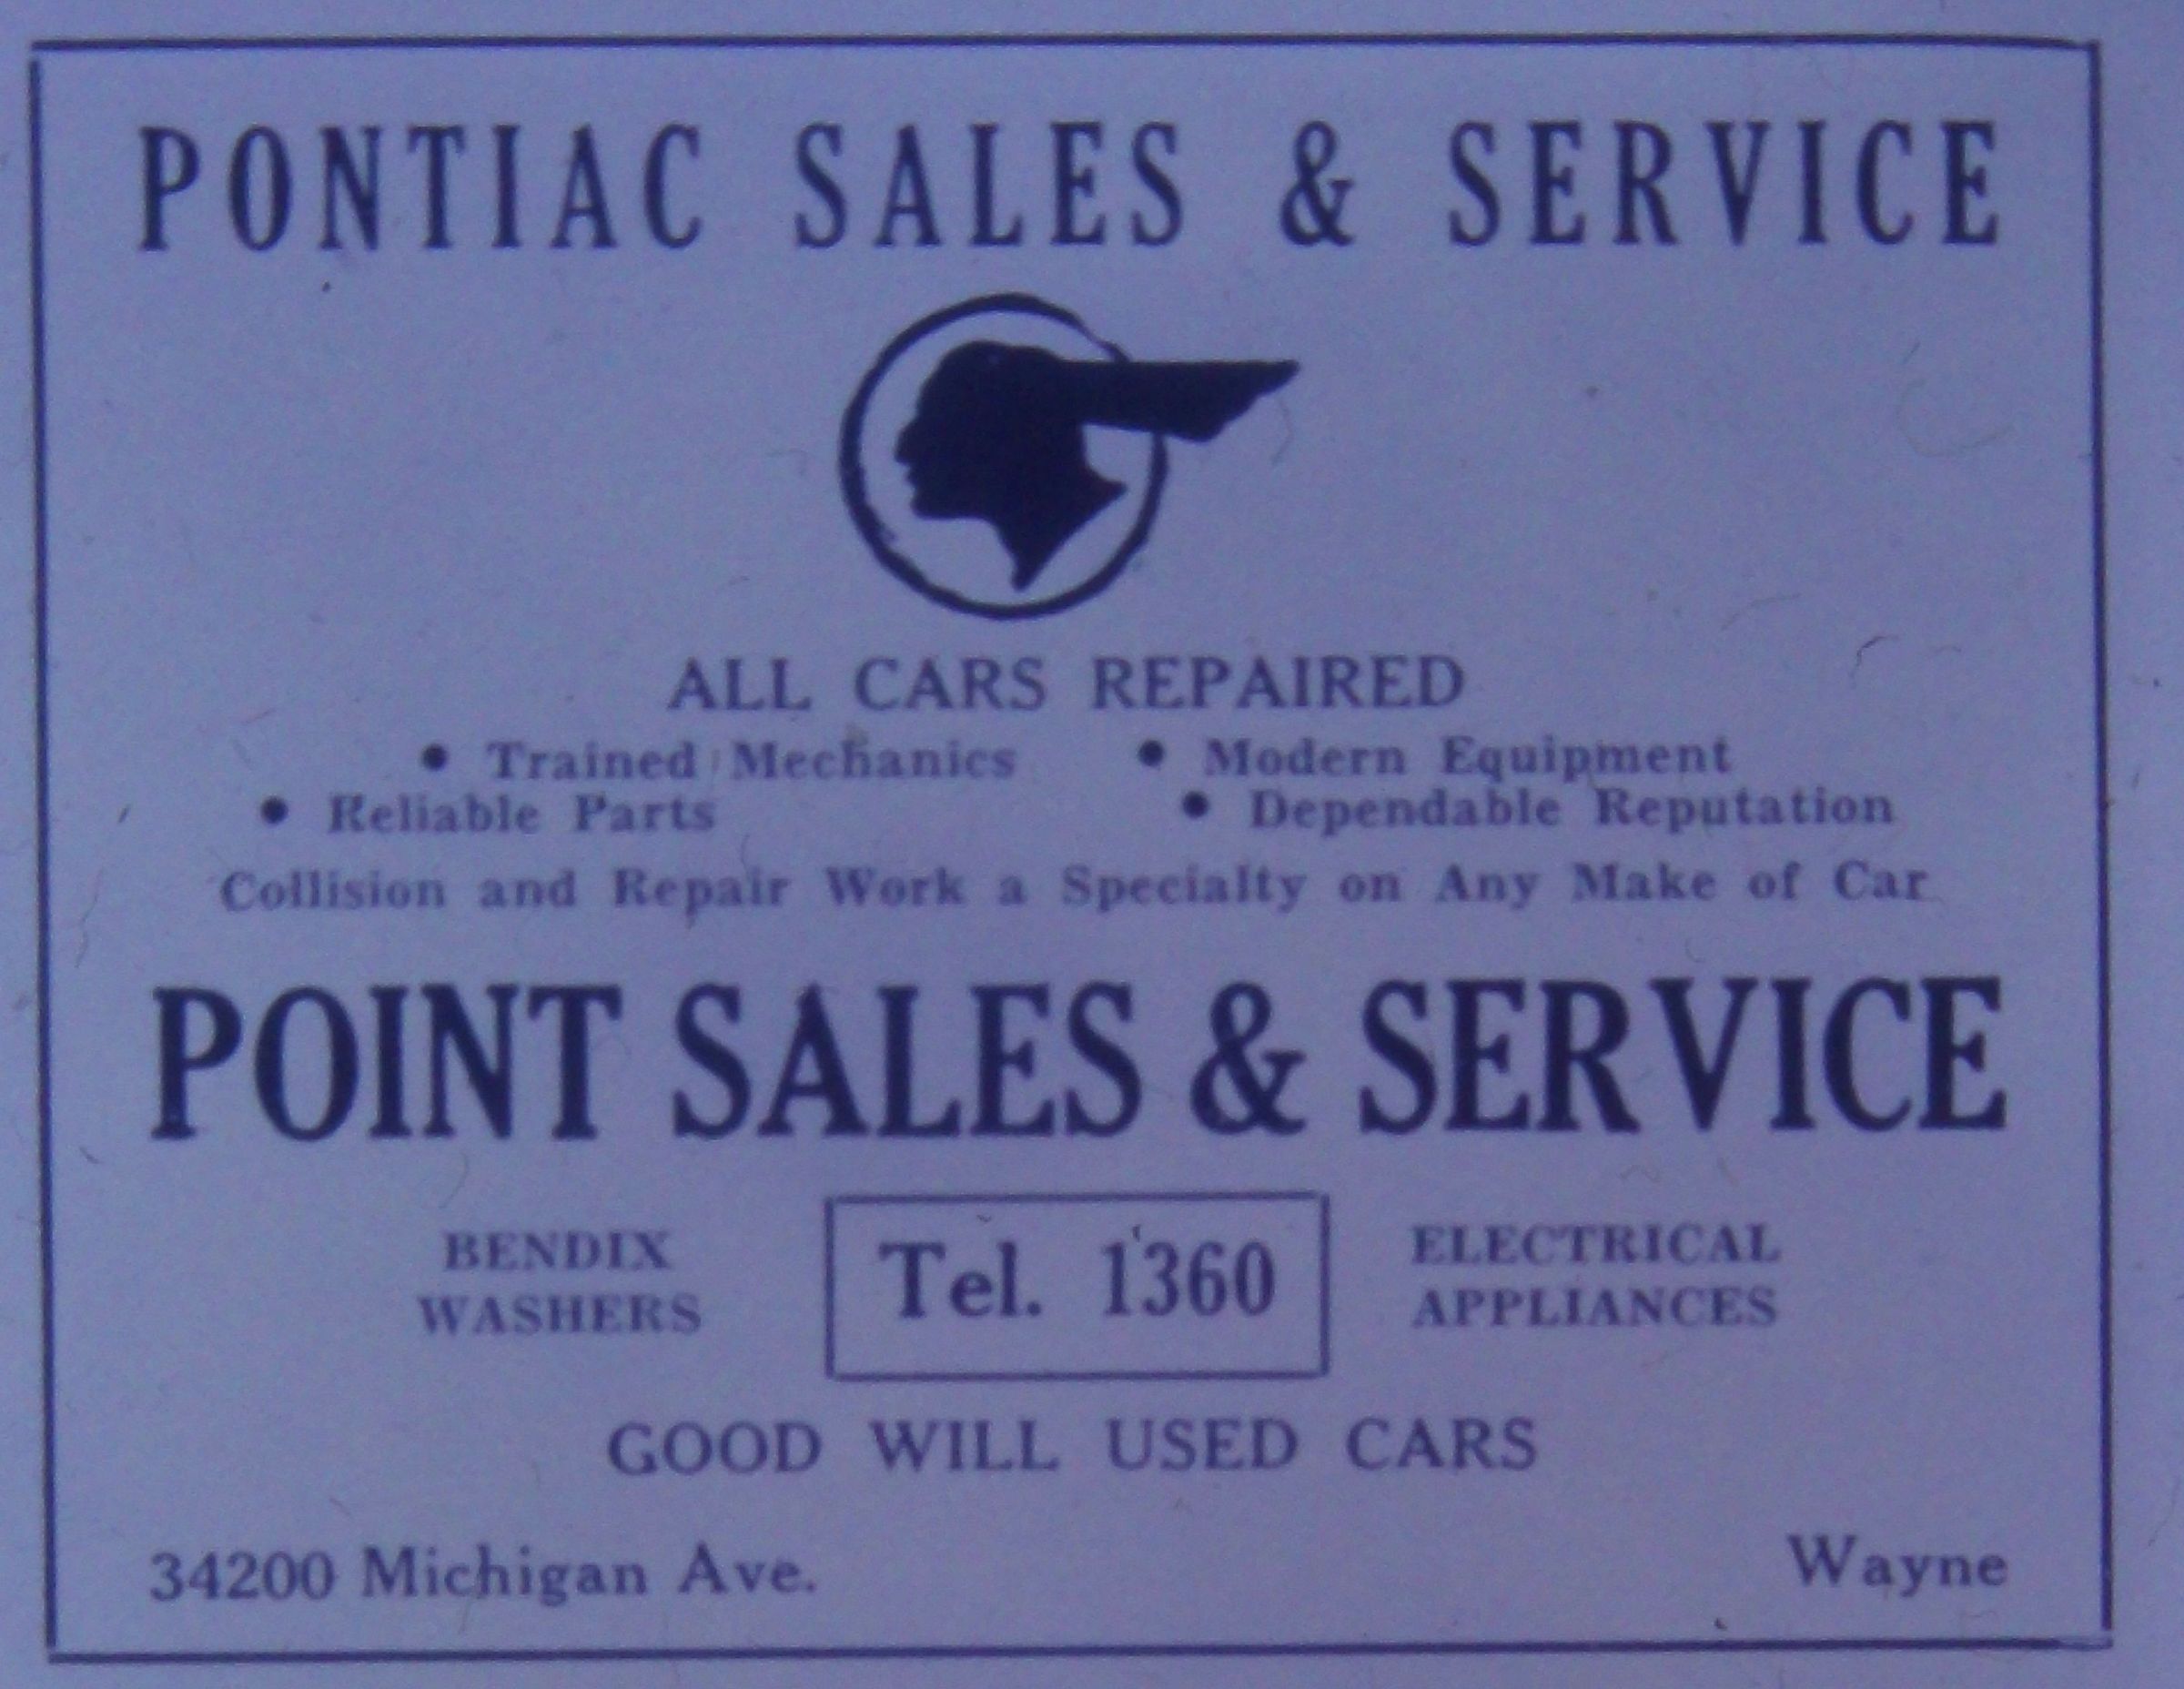 PONTIAC SALES & SERVICE
ALL CARS REPAIRED
• Trained Mechanics • Modern Equipment
• Reliable Parts • Dependable Reputation
Collision and Repair Work a Specialty on Any Make of Car
POINT SALES & SERVICE
BENDIX
WASHERS
Tel. 1360
ELECTRICAL
APPLIANCES
GOOD WILL USED CARS
34200 Michigan Ave. Wayne